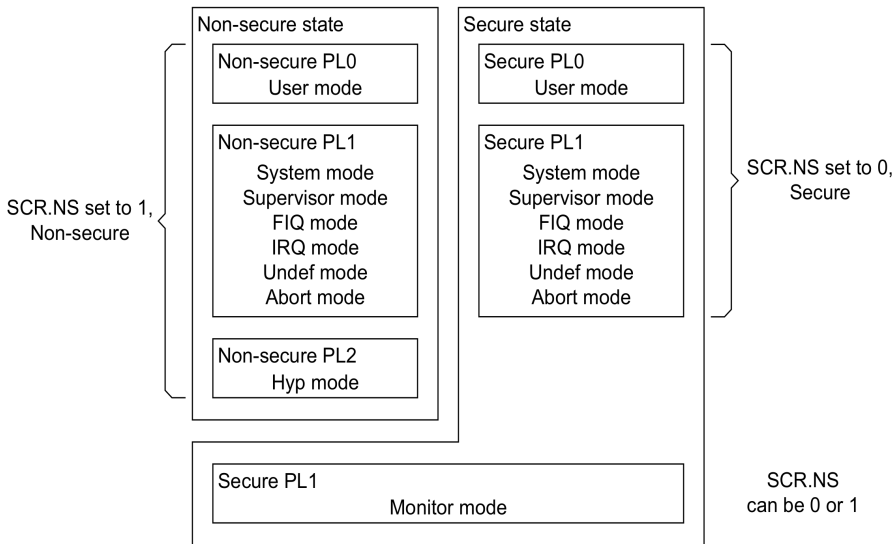 Non-secure state
Non-secure PL0
User mode
Non-secure PL1
System mode
Supervisor mode
FIQ mode
IRQ mode
Undef mode
Abort mode
Non-secure PL2
Hyp mode
SCR.NS set to 1,
Non-secure
Secure state
Secure PL0
User mode
Secure PL1
System mode
Supervisor mode
FIQ mode
IRQ mode
Undef mode
Abort mode
SCR.NS set to 0,
Secure
Secure PL1
Monitor mode
SCR.NS
can be 0 or 1